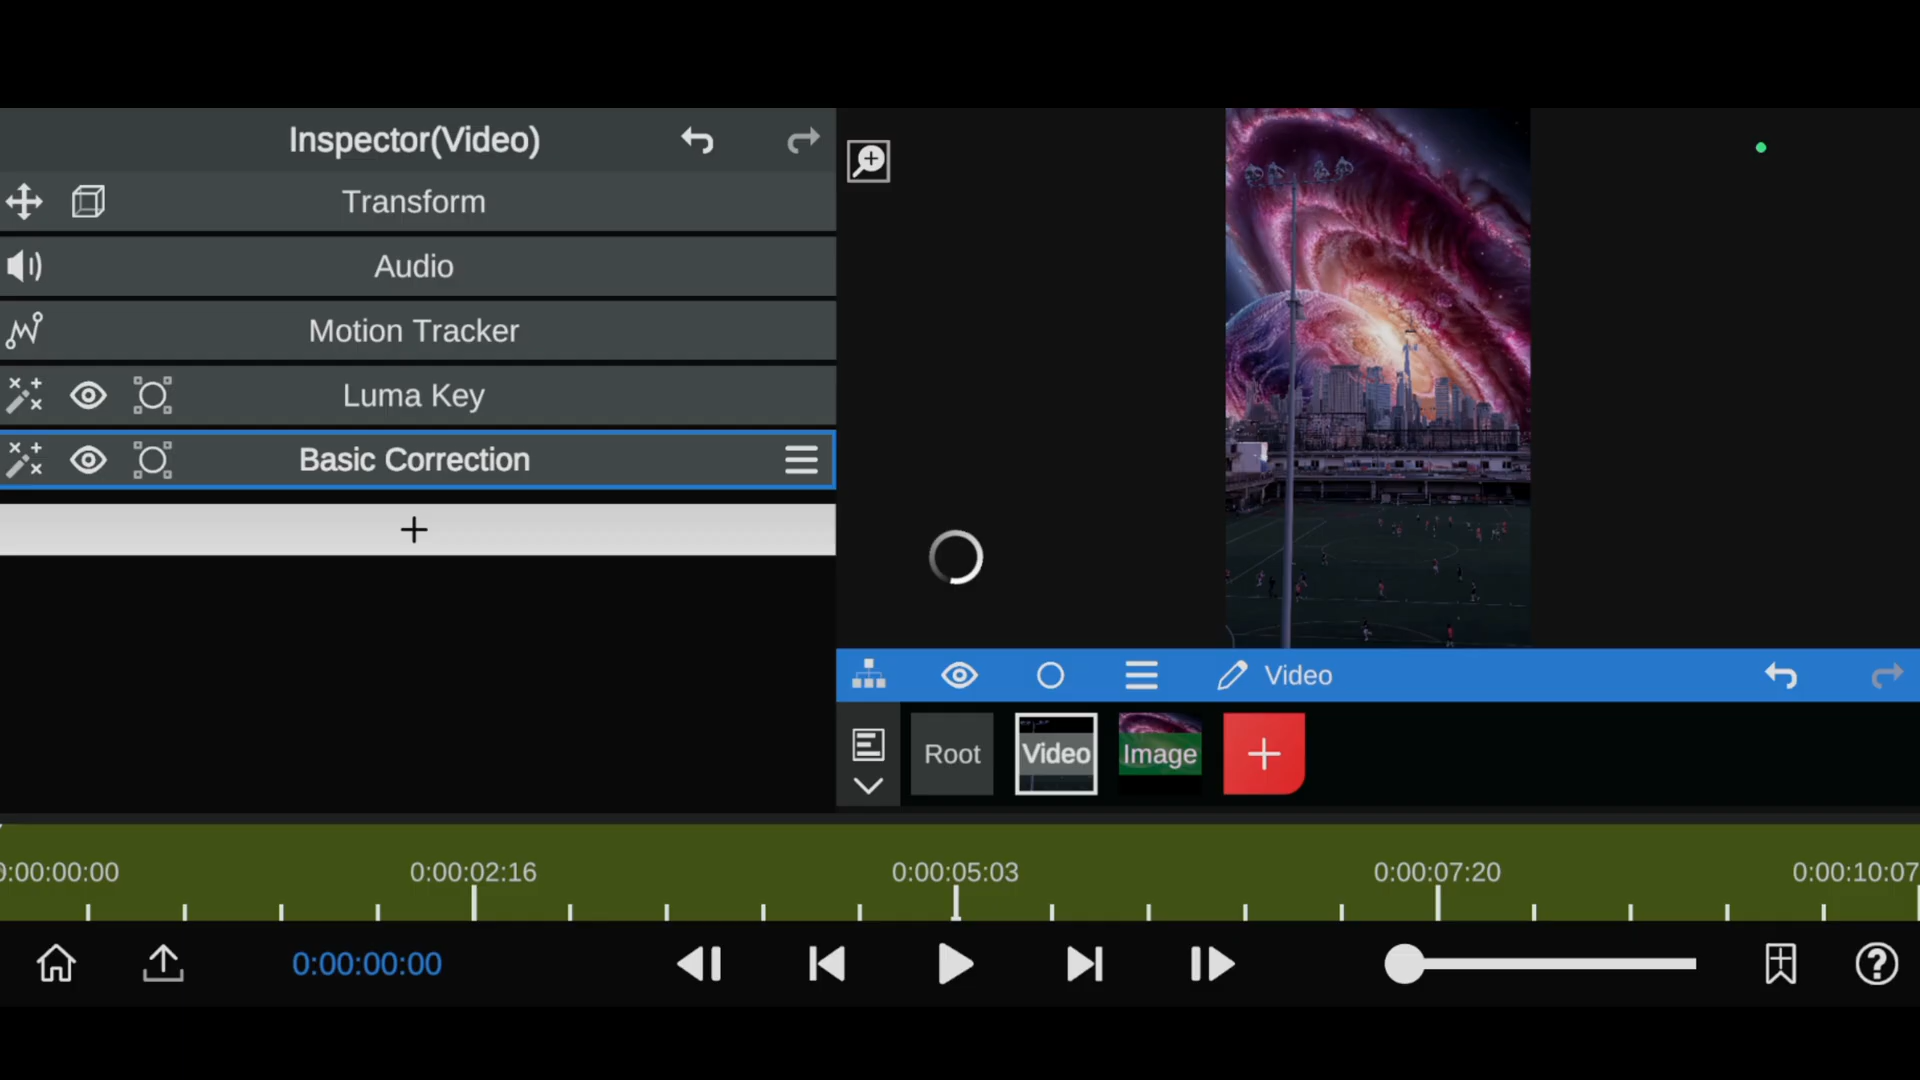 Inspector(Video)
Transform
Audio
Motion Tracker
Luma Key
Basic Correction
Video
Root
Video
Image
0:00:00:00
0:00:02:16
0:00:05:03
0:00:07:20
0:00:10:07
0:00:00:00